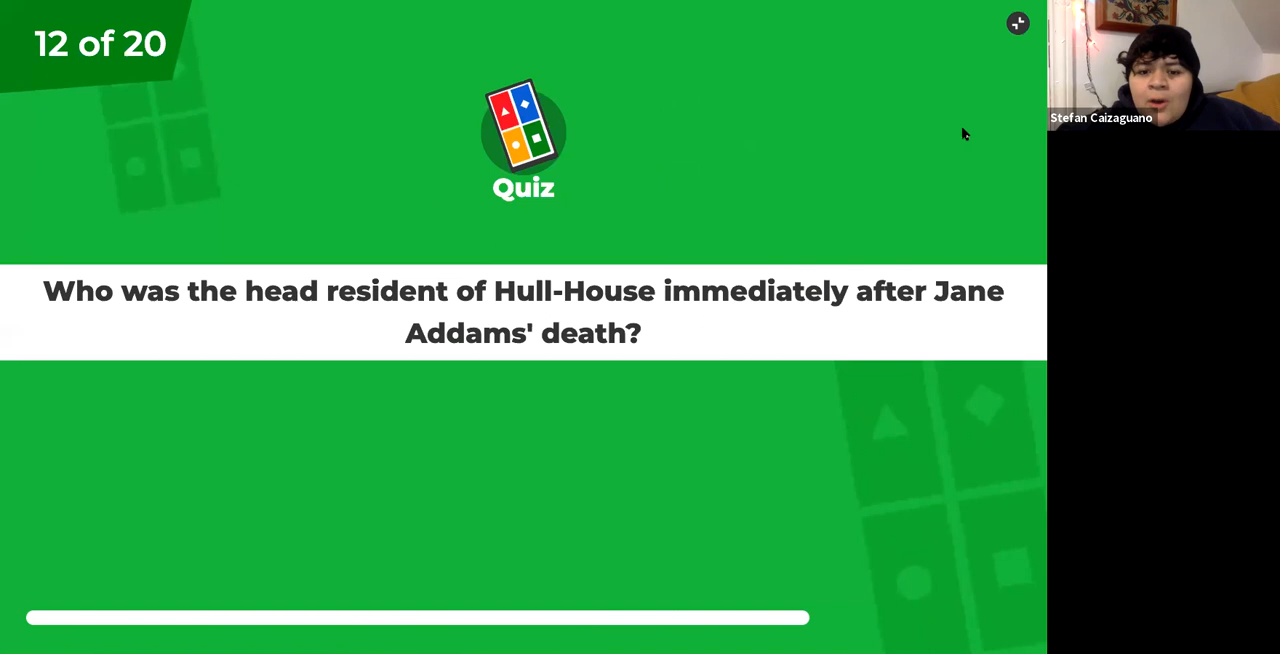 12 of 20
Quiz
Who was the head resident of Hull-House immediately after Jane
Addams' death?
Stefan Caizaguano